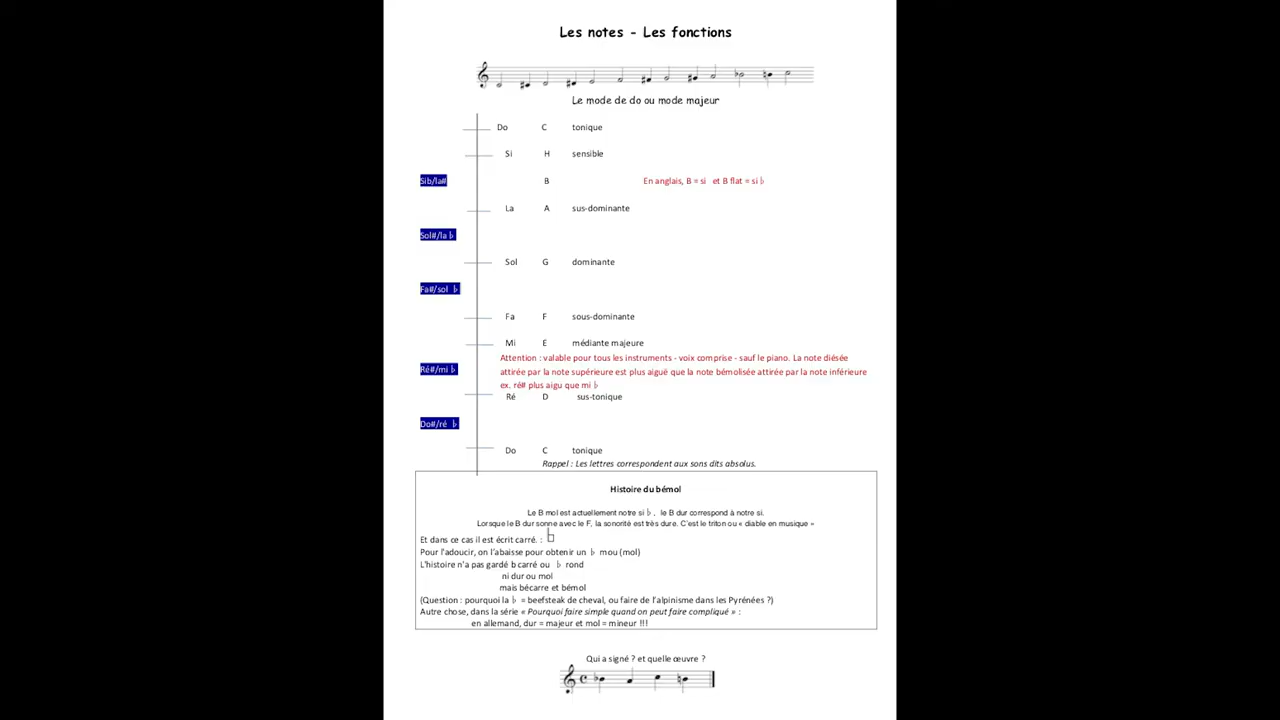 Les notes - Les fonctions
Le mode de do ou mode majeur
Do C tonique
Si H sensible
Sib/la# B En anglais, B = si et B flat = si ♭
La A sus-dominante
Sol#/la ♭
Sol G dominante
Fa#/sol ♭
Fa F sous-dominante
Mi E médiante majeure
Attention : valable pour tous les instruments - voix comprise - sauf le piano. La note diésée
Ré#/mi ♭ attirée par la note supérieure est plus aiguë que la note bémolisée attirée par la note inférieure
ex. ré# plus aigu que mi ♭
Ré D sus-tonique
Do#/ré ♭
Do C tonique
Rappel : Les lettres correspondent aux sons dits absolus.
Histoire du bémol
Le B mol est actuellement notre si ♭, le B dur correspond à notre si.
Lorsque le B dur sonne avec le F, la sonorité est très dure. C'est le triton ou « diable en musique »
Et dans ce cas il est écrit carré. :
Pour l'adoucir, on l'abaisse pour obtenir un ♭ mou (mol)
L'histoire n'a pas gardé b carré ou ♭ rond
ni dur ou mol
mais bécarre et bémol
(Question : pourquoi la ♭ = beefsteak de cheval, ou faire de l'alpinisme dans les Pyrénées ?)
Autre chose, dans la série « Pourquoi faire simple quand on peut faire compliqué » :
en allemand, dur = majeur et mol = mineur !!!
Qui a signé ? et quelle œuvre ?